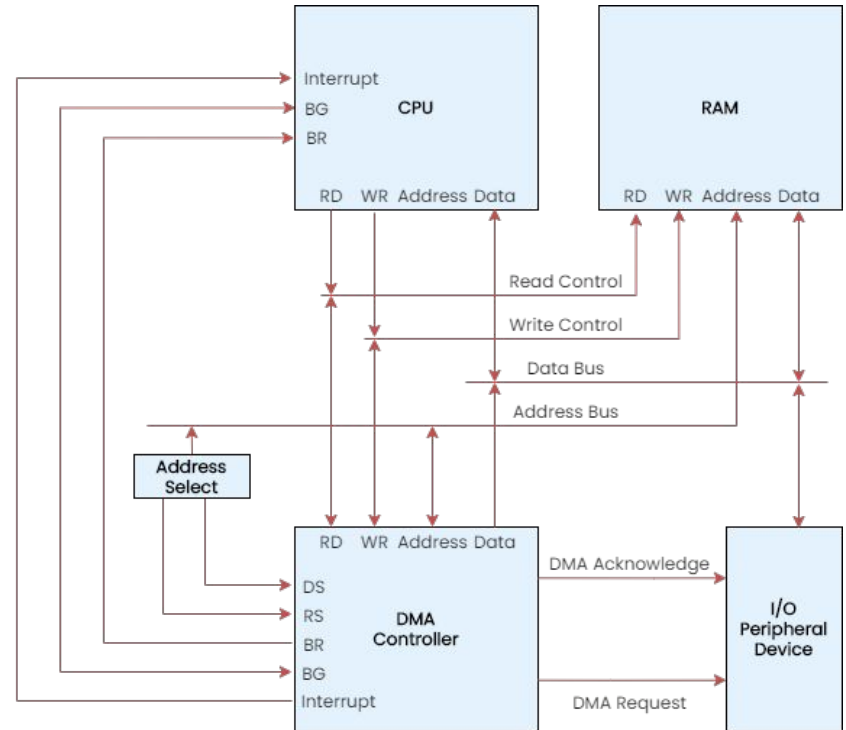 Interrupt
BG
CPU
RAM
BR
RD WR Address Data
RD WR Address Data
Read Control
Write Control
Data Bus
Address Bus
Address
Select
RD WR Address Data
DMA Acknowledge
DS
RS
DMA
Controller
I/O
Peripheral
Device
BR
BG
Interrupt
DMA Request